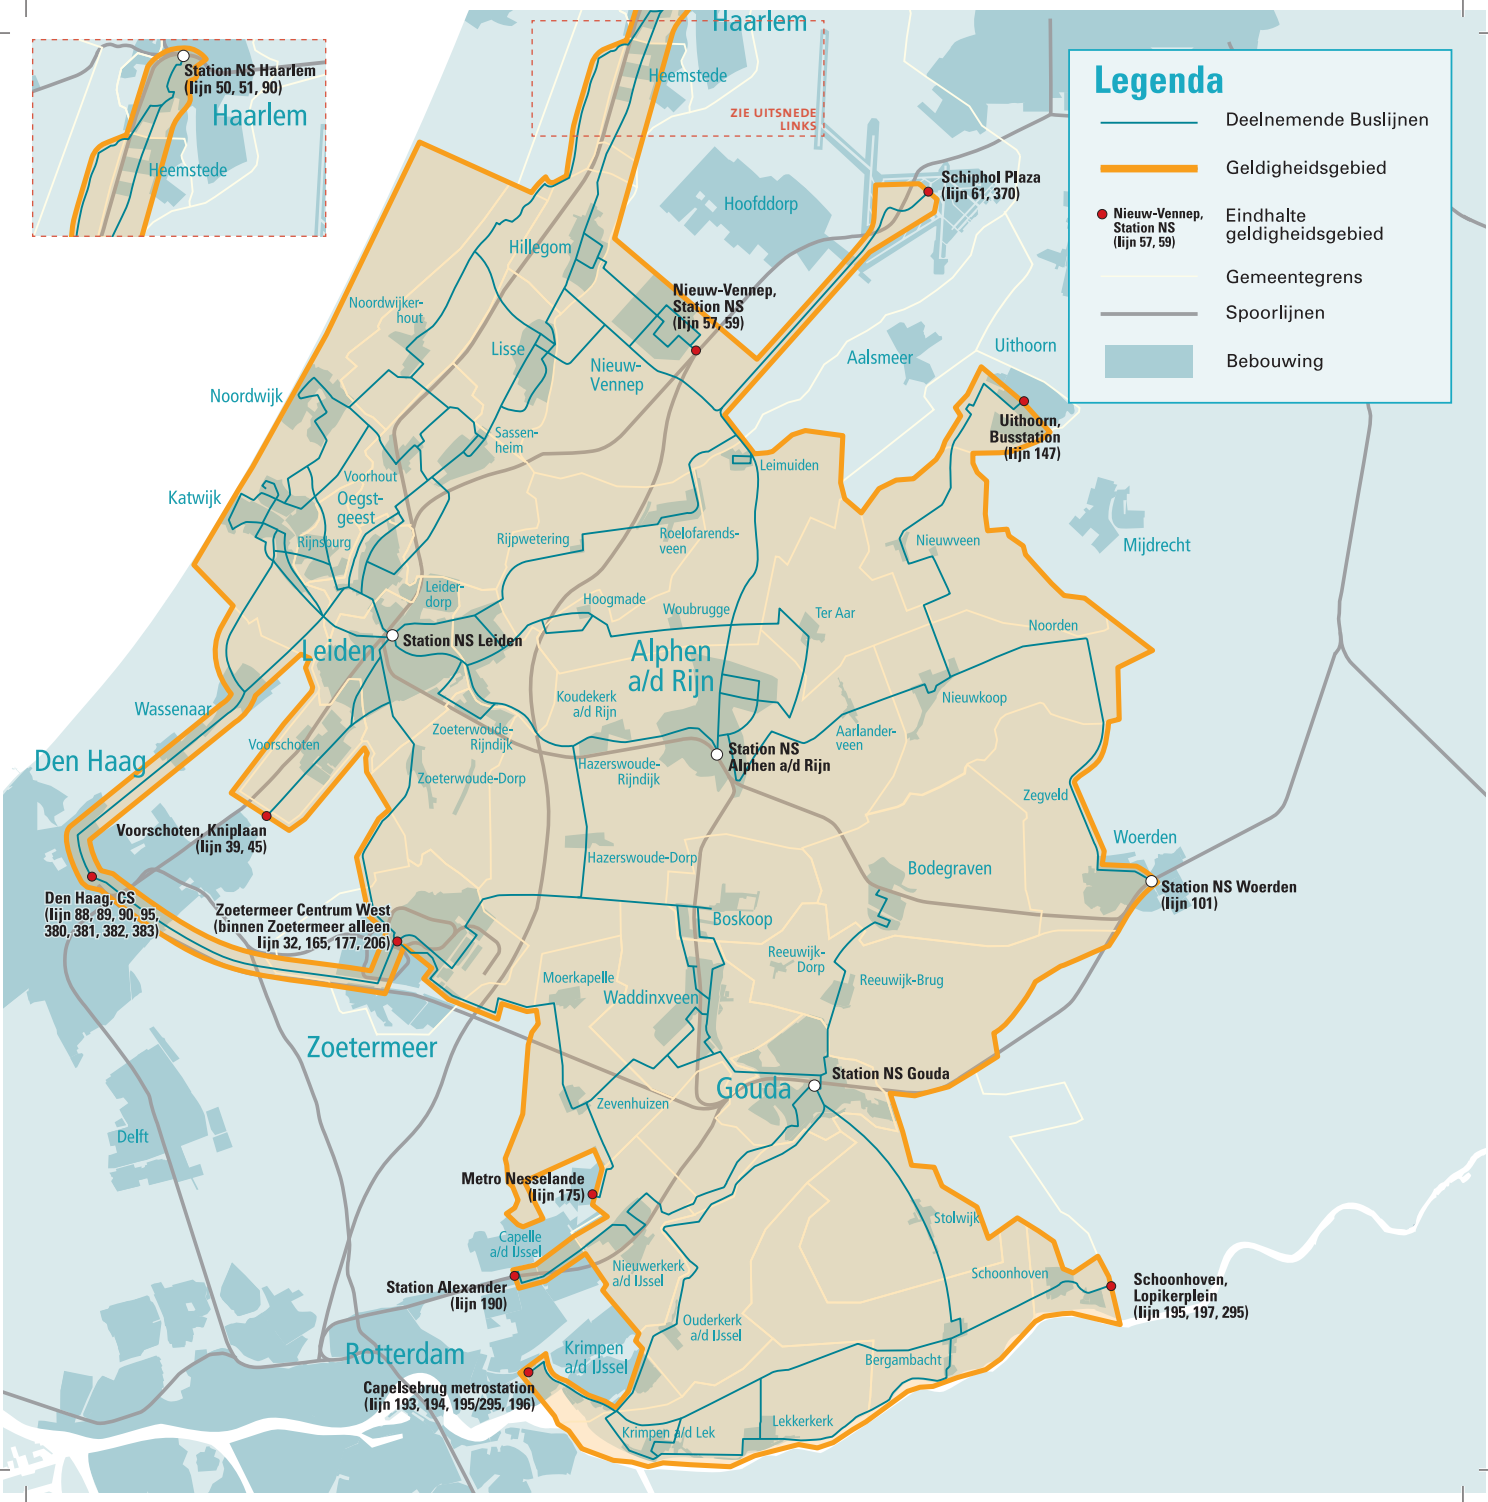 Station NS Haarlem
(lijn 50, 51, 90)
Haarlem
Heemstede
Haarlem
Heemstede
ZIE UITSNEDE
LINKS
Legenda
Deelnemende Buslijnen
Geldigheidsgebied
Nieuw-Vennep,
Station NS
(lijn 57, 59)
Eindhalte
geldigheidsgebied
Gemeentegrens
Spoorlijnen
Bebouwing
Schiphol Plaza
(lijn 61, 370)
Hoofddorp
Hillegom
Nieuw-Vennep,
Station NS
(lijn 57, 59)
Noordwijker-
hout
Lisse
Nieuw-
Vennep
Aalsmeer
Uithoorn
Noordwijk
Uithoorn,
Busstation
(lijn 147)
Sassen-
heim
Leimuiden
Voorhout
Katwijk
Oegst-
geest
Rijnsburg
Rijpwetering
Roelofarends-
veen
Nieuwveen
Mijdrecht
Leider-
dorp
Hoogmade
Woubrugge
Ter Aar
Noorden
Leiden
Station NS Leiden
Alphen
a/d Rijn
Nieuwkoop
Koudekerk
a/d Rijn
Wassenaar
Zoeterwoude-
Rijndijk
Aarlander-
veen
Voorschoten
Den Haag
Station NS
Alphen a/d Rijn
Hazerswoude-
Rijndijk
Zoeterwoude-Dorp
Zegveld
Voorschoten, Kniplaan
(lijn 39, 45)
Woerden
Hazerswoude-Dorp
Bodegraven
Station NS Woerden
(lijn 101)
Den Haag, CS
(lijn 88, 89, 90, 95,
380, 381, 382, 383)
Zoetermeer Centrum West
(binnen Zoetermeer alleen
lijn 32, 165, 177, 206)
Boskoop
Reeuwijk-
Dorp
Reeuwijk-Brug
Moerkapelle
Waddinxveen
Zoetermeer
Station NS Gouda
Gouda
Zevenhuizen
Delft
Metro Nesselande
(lijn 175)
Stolwijk
Capelle
a/d IJssel
Nieuwerkerk
a/d IJssel
Schoonhoven
Schoonhoven,
Lopikerplein
(lijn 195, 197, 295)
Station Alexander
(lijn 190)
Ouderkerk
a/d IJssel
Rotterdam
Krimpen
a/d IJssel
Bergambacht
Capelsebrug metrostation
(lijn 193, 194, 195/295, 196)
Lekkerkerk
Krimpen a/d Lek